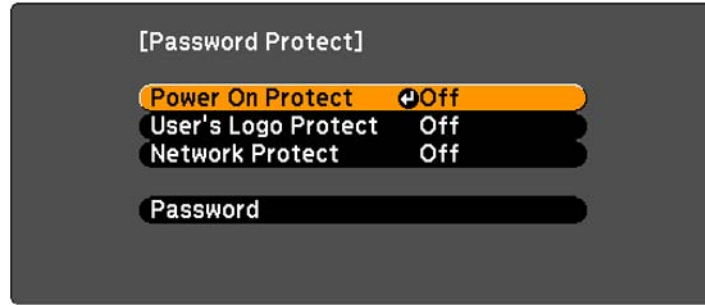 [Password Protect]
Power On Protect Off
User's Logo Protect Off
Network Protect Off
Password